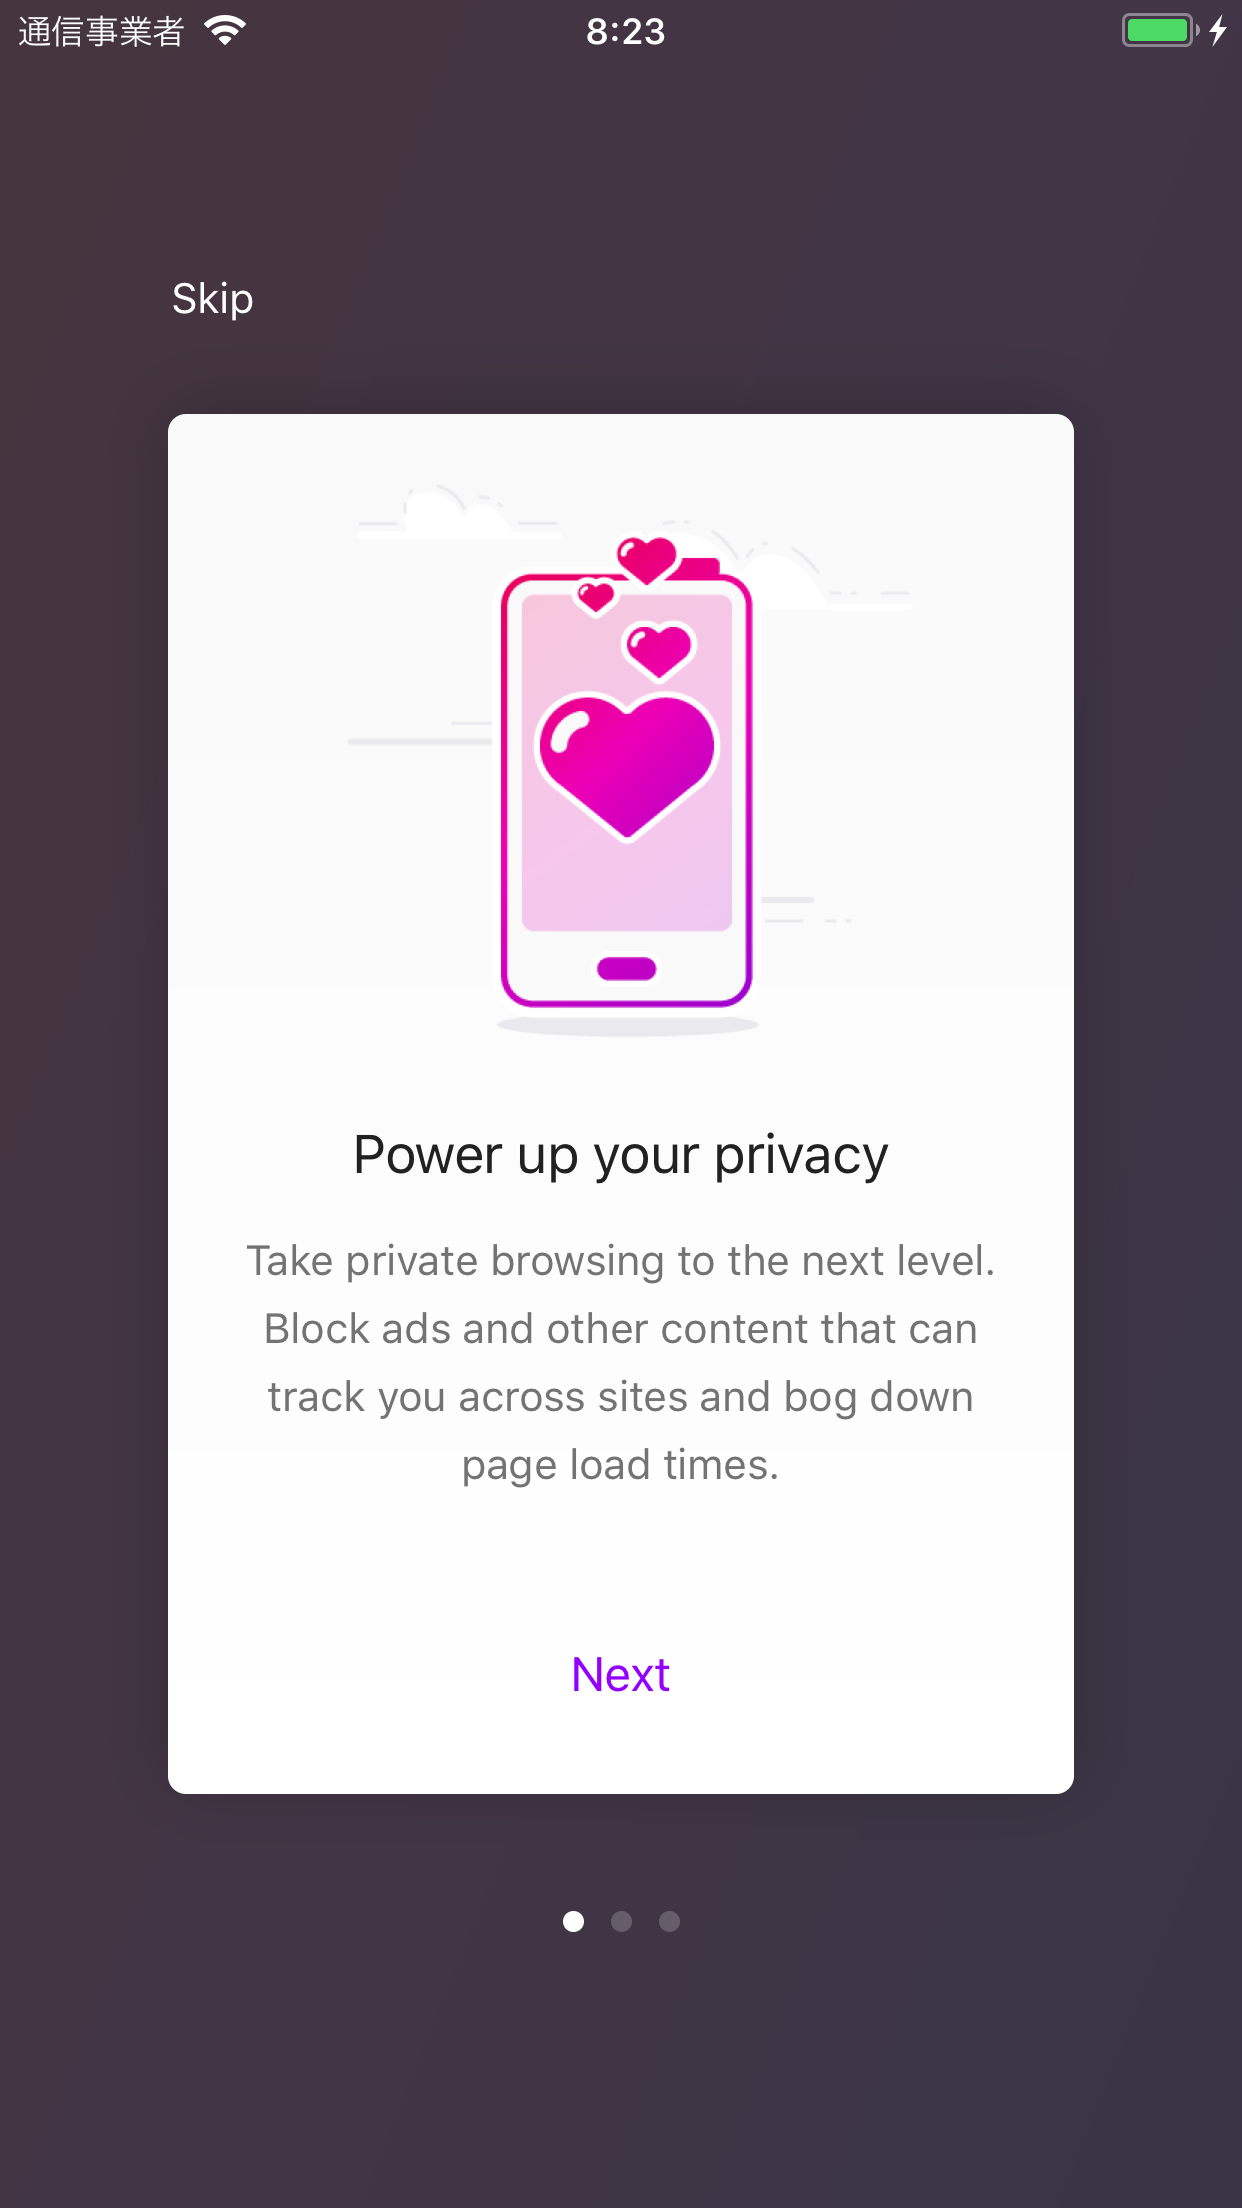 通信事業者
8:23
Skip
Power up your privacy
Take private browsing to the next level.
Block ads and other content that can
track you across sites and bog down
page load times.
Next